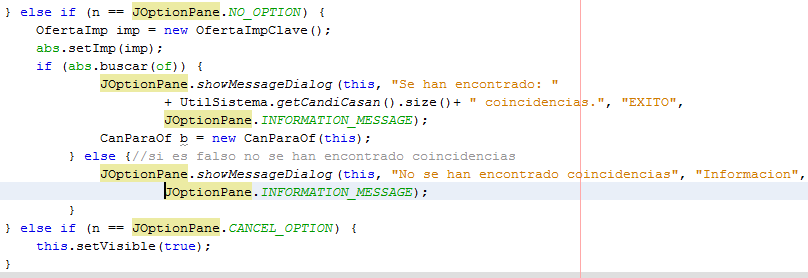 } else if (n == JOptionPane.NO_OPTION) {
OfertaImp imp = new OfertaImpClave();
abs.setImp(imp);
if (abs.buscar(of)) {
JOptionPane.showMessageDialog(this, "Se han encontrado: "
+ UtilSistema.getCandiCasan().size()+ " coincidencias.", "EXITO",
JOptionPane.INFORMATION_MESSAGE);
CanParaOf b = new CanParaOf(this);
} else {//si es falso no se han encontrado coincidencias
JOptionPane.showMessageDialog(this, "No se han encontrado coincidencias", "Informacion",
JOptionPane.INFORMATION_MESSAGE);
}
} else if (n == JOptionPane.CANCEL_OPTION) {
this.setVisible(true);
}